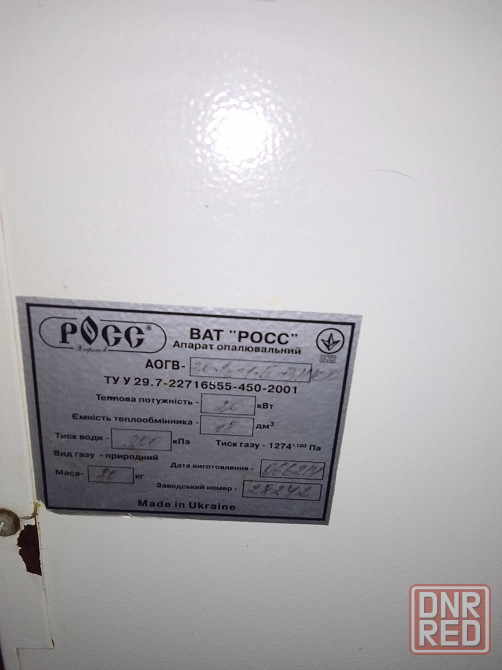 РОСС®
Харьков
ВАТ "РОСС"
Апарат опалювальний
АОГВ-
ТУ У 29.7-22716555-450-2001
Теплова потужність - кВт
Ємність теплообмінника - дм³
Тиск води - кПа Тиск газу - 1274±180 Па
Вид газу - природний
Дата виготовлення -
Маса - кг
Заводський номер -
Made in Ukraine
DNR
RED